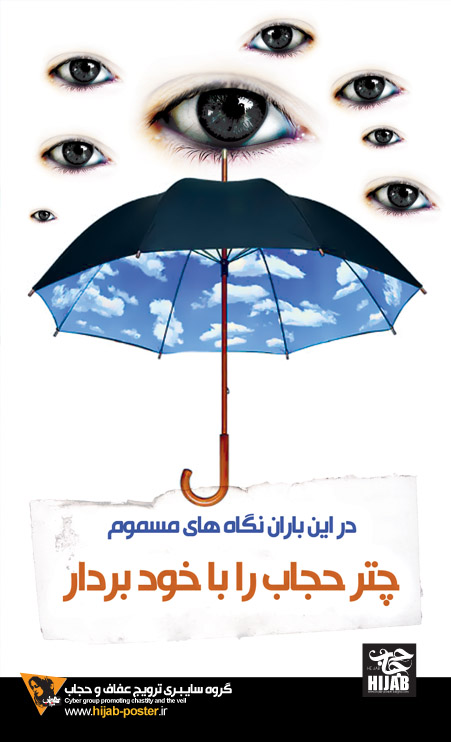 در این باران نگاه های مسموم
چتر حجاب را با خود بردار
حجاب
HIJAB
گروه سایبری ترویج عفاف و حجاب
Cyber group promoting chastity and the veil
www.hijab-poster.ir